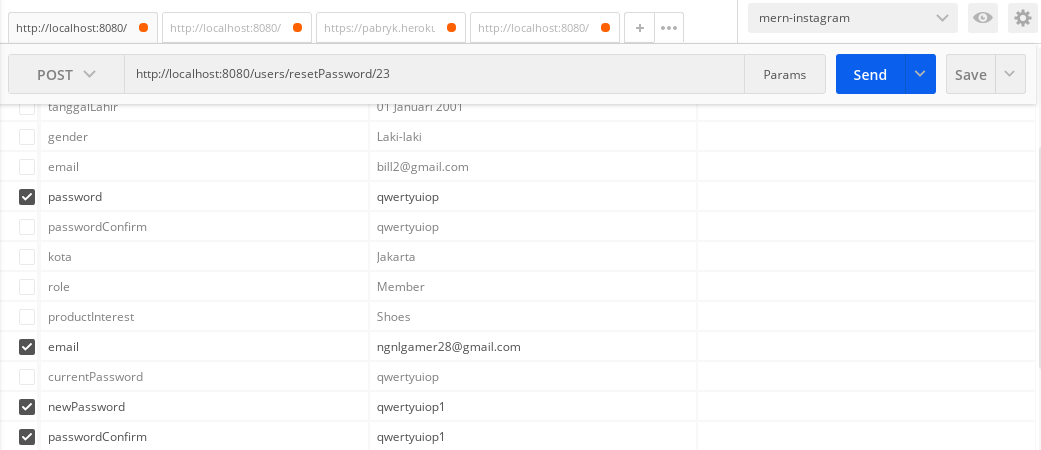 http://localhost:8080/ http://localhost:8080/ https://pabryk.heroku http://localhost:8080/ + ••• mern-instagram
POST http://localhost:8080/users/resetPassword/23 Params Send Save
tanggalLahir 01 Januari 2001
gender Laki-laki
email bill2@gmail.com
password qwertyuiop
passwordConfirm qwertyuiop
kota Jakarta
role Member
productInterest Shoes
email ngnlgamer28@gmail.com
currentPassword qwertyuiop
newPassword qwertyuiop1
passwordConfirm qwertyuiop1